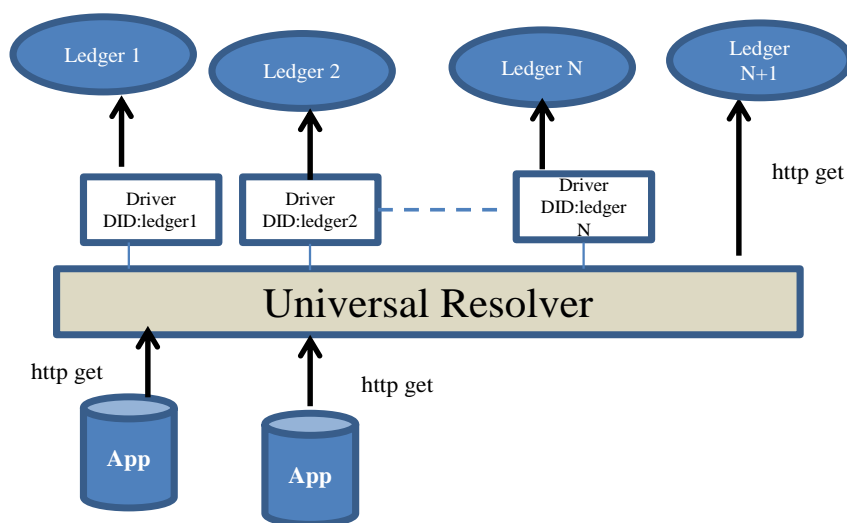 Ledger 1
Ledger 2
Ledger N
Ledger
N+1
http get
Driver
DID:ledger1
Driver
DID:ledger2
Driver
DID:ledger
N
Universal Resolver
http get
http get
App
App